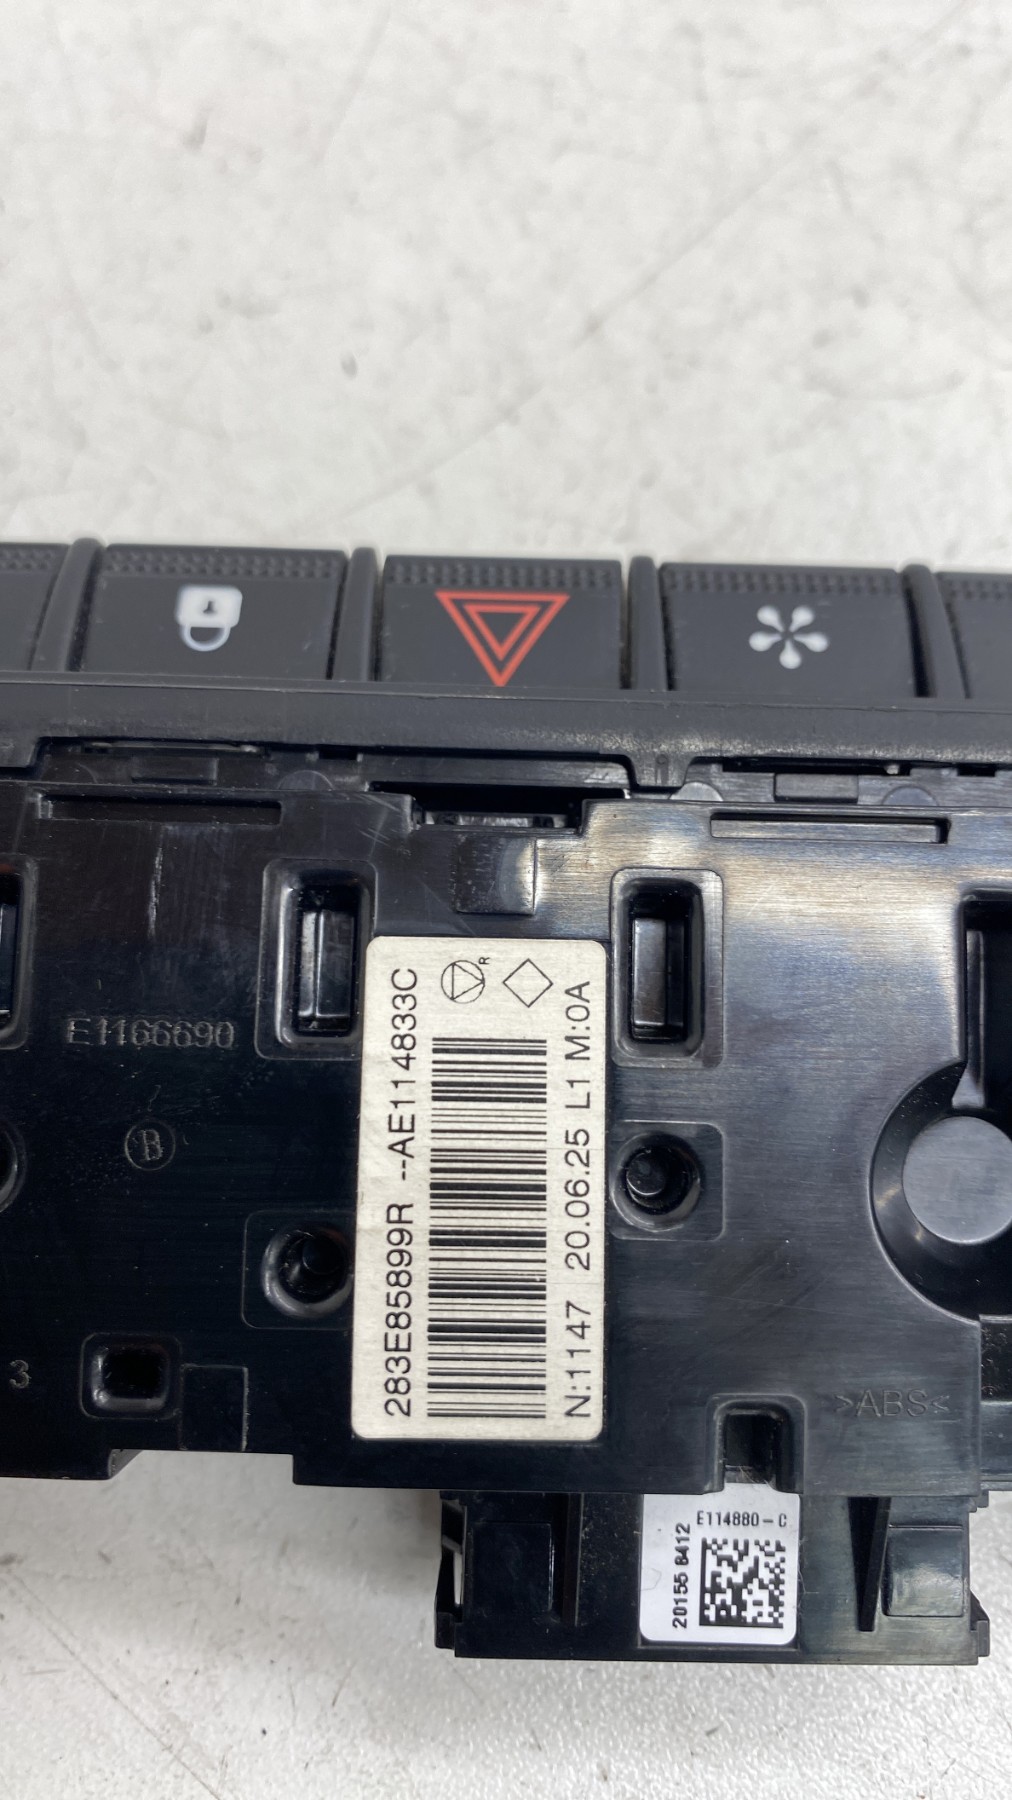 E1166690
B
3
283E85899R --AE114833C
R
N:1147 20.06.25 L1 M:0A
>ABS<
E114880-C
20155 8412